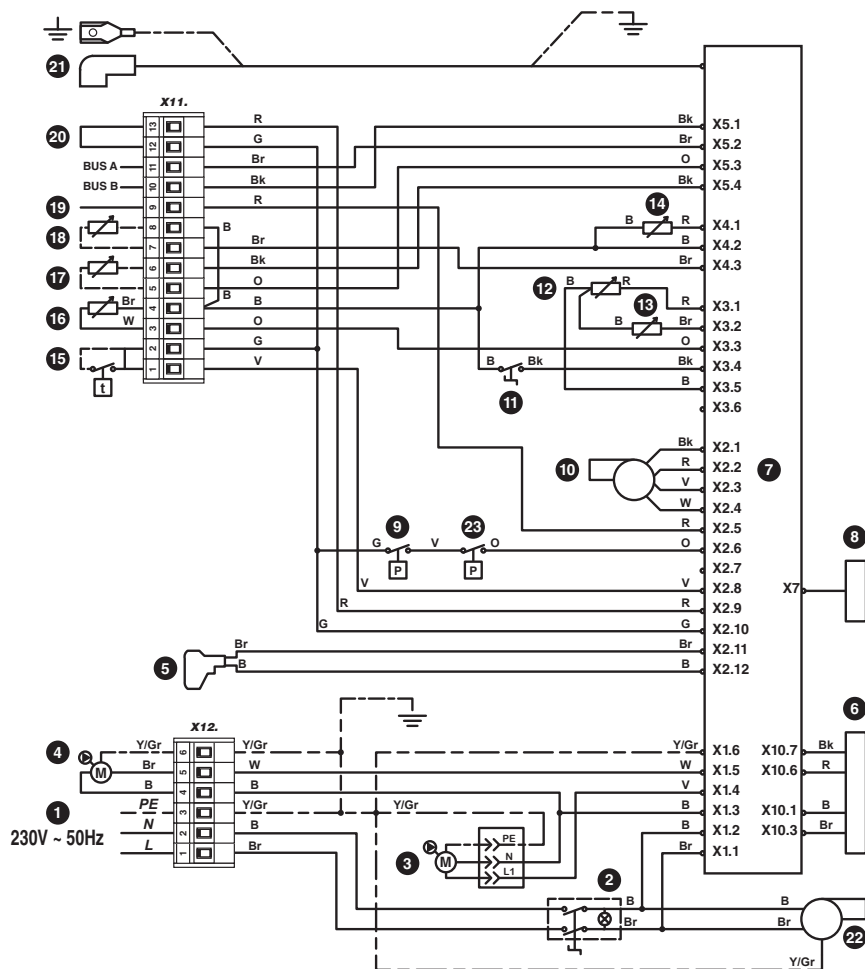 21
X11.
20
13
R
12
G
BUS A
11
Br
BUS B
10
Bk
19
9
R
18
8
B
7
Br
17
6
Bk
5
O
B
16
Br
4
B
W
3
O
15
2
G
1
V
t
Bk
X5.1
Br
X5.2
O
X5.3
Bk
X5.4
14
B
R
X4.1
B
X4.2
Br
X4.3
12
B
R
13
R
X3.1
B
Br
X3.2
O
X3.3
B
Bk
Bk
X3.4
11
B
X3.5
X3.6
10
Bk
X2.1
R
X2.2
7
V
X2.3
W
X2.4
R
X2.5
9
23
G
V
O
O
X2.6
P
P
X2.7
V
V
X2.8
X7
8
R
R
X2.9
G
G
X2.10
5
Br
Br
X2.11
B
B
X2.12
X12.
4
M
Y/Gr
6
Y/Gr
Y/Gr
X1.6
X10.7
Bk
6
Br
5
W
W
X1.5
X10.6
R
B
4
B
V
X1.4
1
PE
3
Y/Gr
Y/Gr
B
X1.3
X10.1
B
230V ~ 50Hz
N
2
B
B
X1.2
X10.3
Br
L
1
Br
Br
X1.1
3
M
PE
N
L1
2
B
B
Br
Br
22
Y/Gr